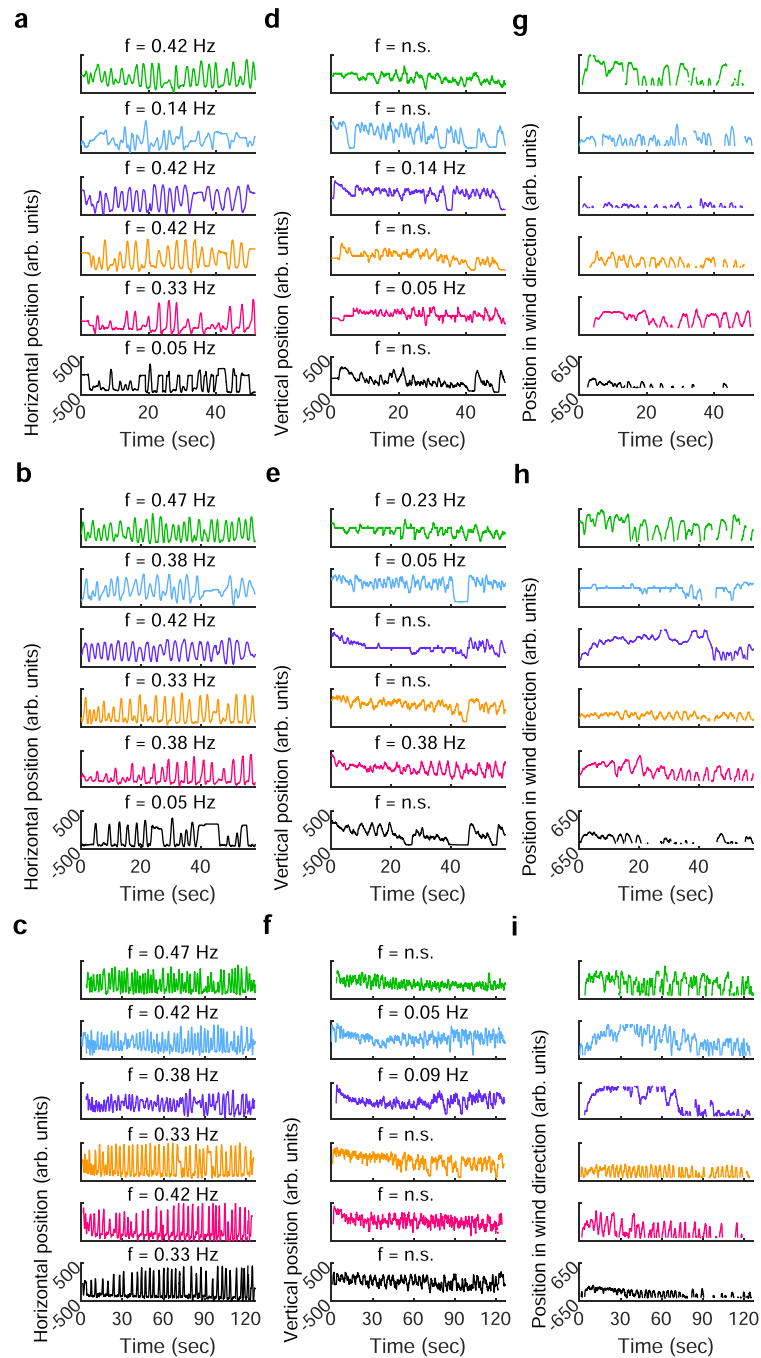 a
d
g
f = 0.42 Hz
f = n.s.
f = 0.14 Hz
f = n.s.
f = 0.42 Hz
f = 0.14 Hz
f = 0.42 Hz
f = n.s.
f = 0.33 Hz
f = 0.05 Hz
f = 0.05 Hz
f = n.s.
Horizontal position (arb. units)
Vertical position (arb. units)
Position in wind direction (arb. units)
500
-500
500
-500
650
-650
0 20 40
0 20 40
0 20 40
Time (sec)
Time (sec)
Time (sec)
b
e
h
f = 0.47 Hz
f = 0.23 Hz
f = 0.38 Hz
f = 0.05 Hz
f = 0.42 Hz
f = n.s.
f = 0.33 Hz
f = n.s.
f = 0.38 Hz
f = 0.38 Hz
f = 0.05 Hz
f = n.s.
Horizontal position (arb. units)
Vertical position (arb. units)
Position in wind direction (arb. units)
500
-500
500
-500
650
-650
0 20 40
0 20 40
0 20 40
Time (sec)
Time (sec)
Time (sec)
c
f
i
f = 0.47 Hz
f = n.s.
f = 0.42 Hz
f = 0.05 Hz
f = 0.38 Hz
f = 0.09 Hz
f = 0.33 Hz
f = n.s.
f = 0.42 Hz
f = n.s.
f = 0.33 Hz
f = n.s.
Horizontal position (arb. units)
Vertical position (arb. units)
Position in wind direction (arb. units)
500
-500
500
-500
650
-650
0 30 60 90 120
0 30 60 90 120
0 30 60 90 120
Time (sec)
Time (sec)
Time (sec)